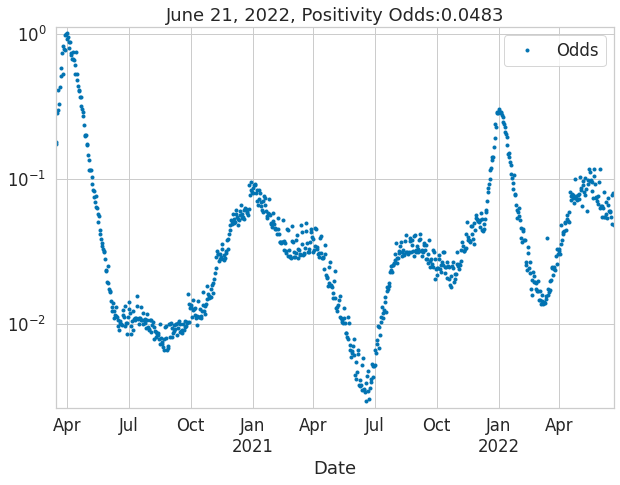 June 21, 2022, Positivity Odds:0.0483
10⁰
10⁻¹
10⁻²
Odds
Apr Jul Oct Jan Apr Jul Oct Jan Apr
2021 2022
Date